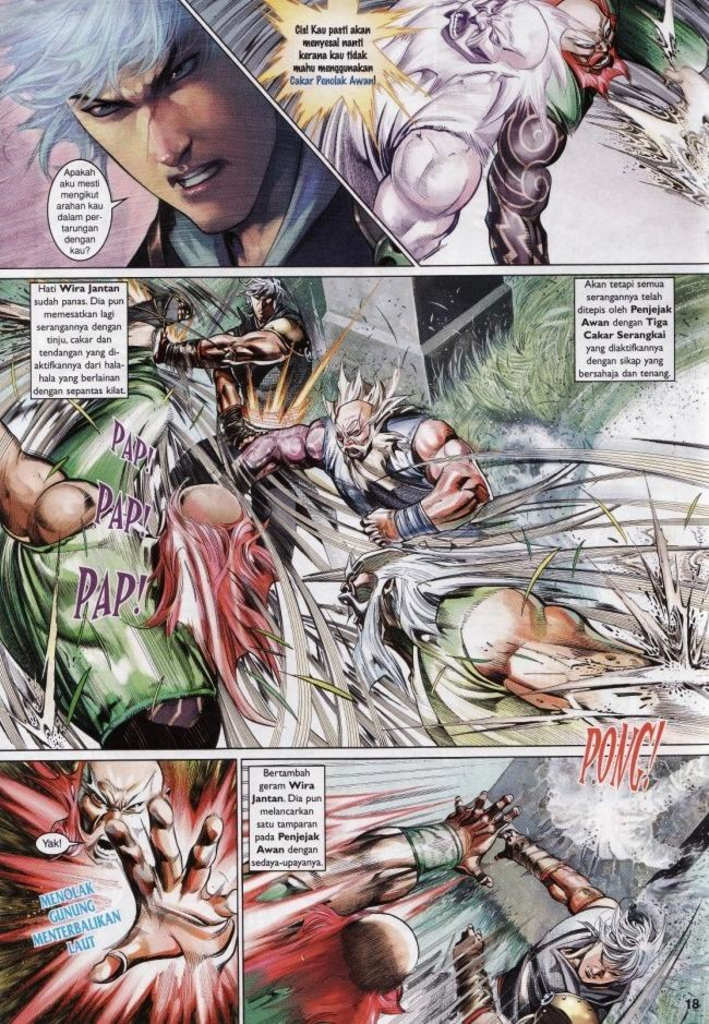 Cis! Kau pasti akan
menyesal nanti
kerana kau tidak
mahu menggunakan
Cakar Penolak Awan!
Apakah
aku mesti
mengikut
arahan kau
dalam per-
tarungan
dengan
kau?
Hati Wira Jantan
sudah panas. Dia pun
memesatkan lagi
serangannya dengan
tinju, cakar dan
tendangan yang di-
aktifkannya dari hala-
hala yang berlainan
dengan sepantas kilat.
Akan tetapi semua
serangannya telah
ditepis oleh Penjejak
Awan dengan Tiga
Cakar Serangkai
yang diaktifkannya
dengan sikap yang
bersahaja dan tenang.
PAP!
PAP!
PAP!
PONG!
Yak!
MENOLAK
GUNUNG
MENTERBALIKAN
LAUT
Bertambah
geram Wira
Jantan. Dia pun
melancarkan
satu tamparan
pada Penjejak
Awan dengan
sedaya-upayanya.
18